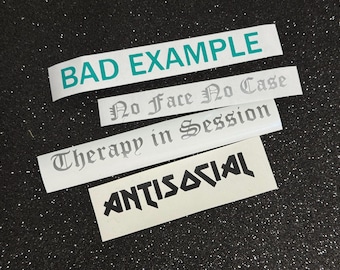 BAD EXAMPLE
No Face No Case
Therapy in Session
ANTISOCIAL